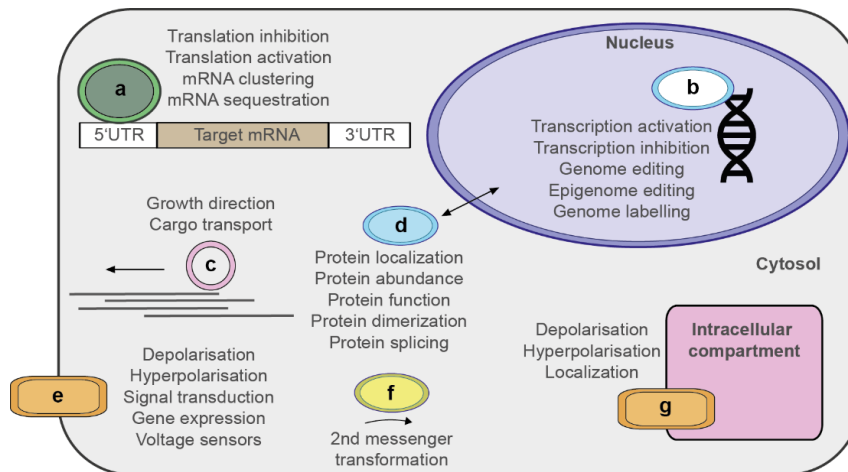 Translation inhibition
Translation activation
mRNA clustering
mRNA sequestration
a
5‘UTR
Target mRNA
3‘UTR
Nucleus
b
Transcription activation
Transcription inhibition
Genome editing
Epigenome editing
Genome labelling
Growth direction
Cargo transport
c
d
Protein localization
Protein abundance
Protein function
Protein dimerization
Protein splicing
Cytosol
Depolarisation
Hyperpolarisation
Signal transduction
Gene expression
Voltage sensors
e
f
2nd messenger
transformation
Depolarisation
Hyperpolarisation
Localization
Intracellular
compartment
g